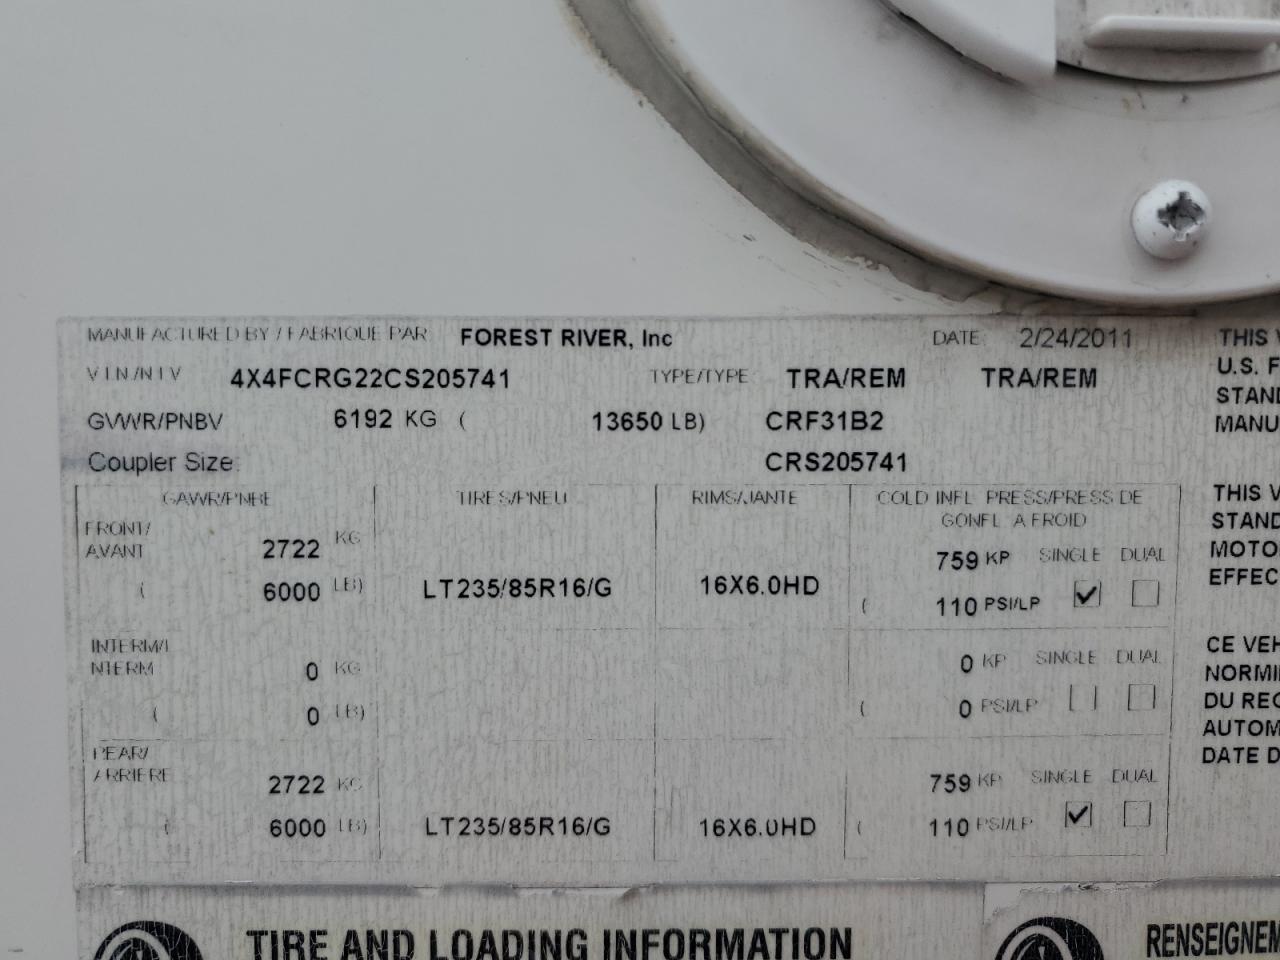 MANUFACTURED BY / FABRIQUE PAR FOREST RIVER, Inc DATE: 2/24/2011
VIN/NIV 4X4FCRG22CS205741 TYPE/TYPE TRA/REM TRA/REM
GVWR/PNBV 6192 KG ( 13650 LB) CRF31B2
Coupler Size: CRS205741
GAWR/PNBE TIRES/PNEU RIMS/JANTE COLD INFL PRESS/PRESS DE
GONFL A FROID
FRONT/
AVANT 2722 KG 759 KP SINGLE DUAL
( 6000 LB) LT235/85R16/G 16X6.0HD ( 110 PSI/LP
INTERM/I
NTERM 0 KG 0 KP SINGLE DUAL
( 0 LB) ( 0 PSI/LP
REAR/
ARRIERE 2722 KG 759 KP SINGLE DUAL
( 6000 LB) LT235/85R16/G 16X6.0HD ( 110 PSI/LP
THIS V
U.S. F
STAND
MANU
THIS V
STAND
MOTO
EFFEC
CE VEH
NORMI
DU REG
AUTOM
DATE D
TIRE AND LOADING INFORMATION
RENSEIGNEM